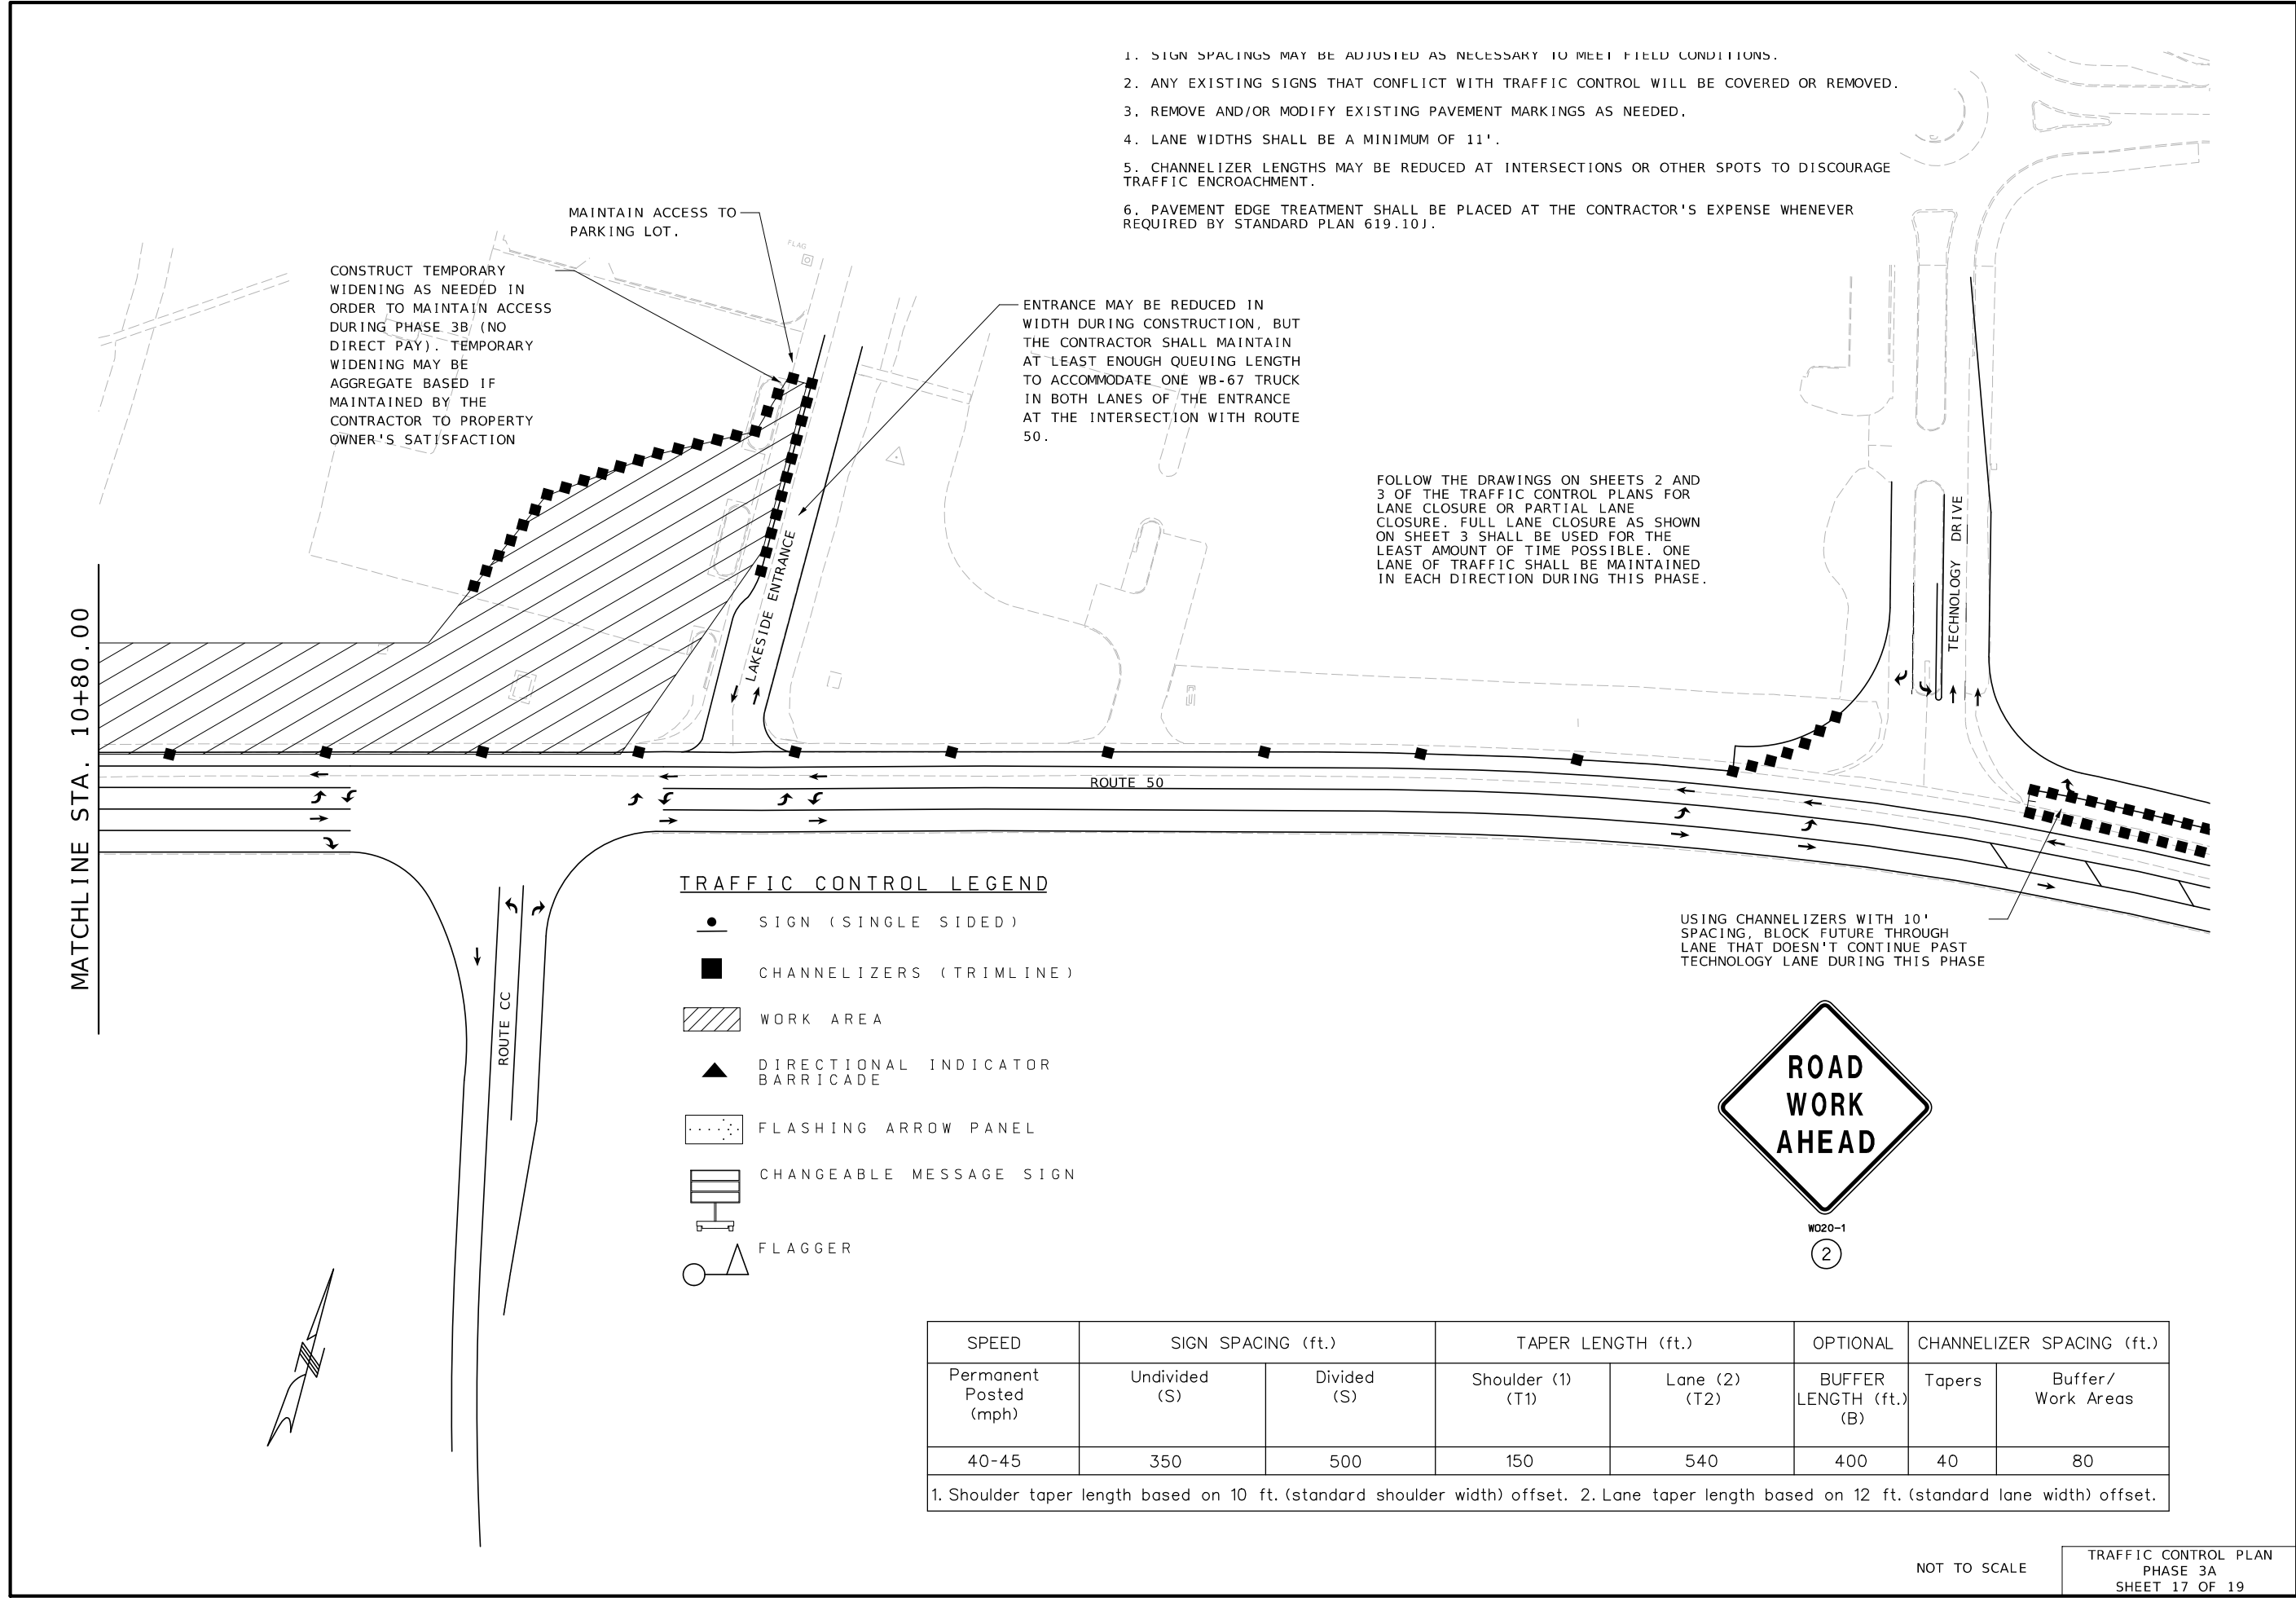 1. SIGN SPACINGS MAY BE ADJUSTED AS NECESSARY TO MEET FIELD CONDITIONS.
2. ANY EXISTING SIGNS THAT CONFLICT WITH TRAFFIC CONTROL WILL BE COVERED OR REMOVED.
3. REMOVE AND/OR MODIFY EXISTING PAVEMENT MARKINGS AS NEEDED.
4. LANE WIDTHS SHALL BE A MINIMUM OF 11'.
5. CHANNELIZER LENGTHS MAY BE REDUCED AT INTERSECTIONS OR OTHER SPOTS TO DISCOURAGE
TRAFFIC ENCROACHMENT.
6. PAVEMENT EDGE TREATMENT SHALL BE PLACED AT THE CONTRACTOR'S EXPENSE WHENEVER
REQUIRED BY STANDARD PLAN 619.10J.
MAINTAIN ACCESS TO
PARKING LOT.
FLAG
CONSTRUCT TEMPORARY
WIDENING AS NEEDED IN
ORDER TO MAINTAIN ACCESS
DURING PHASE 3B (NO
DIRECT PAY). TEMPORARY
WIDENING MAY BE
AGGREGATE BASED IF
MAINTAINED BY THE
CONTRACTOR TO PROPERTY
OWNER'S SATISFACTION
ENTRANCE MAY BE REDUCED IN
WIDTH DURING CONSTRUCTION, BUT
THE CONTRACTOR SHALL MAINTAIN
AT LEAST ENOUGH QUEUING LENGTH
TO ACCOMMODATE ONE WB-67 TRUCK
IN BOTH LANES OF THE ENTRANCE
AT THE INTERSECTION WITH ROUTE
50.
FOLLOW THE DRAWINGS ON SHEETS 2 AND
3 OF THE TRAFFIC CONTROL PLANS FOR
LANE CLOSURE OR PARTIAL LANE
CLOSURE. FULL LANE CLOSURE AS SHOWN
ON SHEET 3 SHALL BE USED FOR THE
LEAST AMOUNT OF TIME POSSIBLE. ONE
LANE OF TRAFFIC SHALL BE MAINTAINED
IN EACH DIRECTION DURING THIS PHASE.
MATCHLINE STA. 10+80.00
LAKESIDE ENTRANCE
TECHNOLOGY DRIVE
ROUTE 50
ROUTE CC
USING CHANNELIZERS WITH 10'
SPACING, BLOCK FUTURE THROUGH
LANE THAT DOESN'T CONTINUE PAST
TECHNOLOGY LANE DURING THIS PHASE
TRAFFIC CONTROL LEGEND
SIGN (SINGLE SIDED)
CHANNELIZERS (TRIMLINE)
WORK AREA
DIRECTIONAL INDICATOR
BARRICADE
FLASHING ARROW PANEL
CHANGEABLE MESSAGE SIGN
FLAGGER
ROAD
WORK
AHEAD
WO20-1
2
N
SPEED SIGN SPACING (ft.) TAPER LENGTH (ft.) OPTIONAL CHANNELIZER SPACING (ft.)
Permanent Undivided Divided Shoulder (1) Lane (2) BUFFER Tapers Buffer/
Posted (S) (S) (T1) (T2) LENGTH (ft.) Work Areas
(mph) (B)
40-45 350 500 150 540 400 40 80
1. Shoulder taper length based on 10 ft. (standard shoulder width) offset. 2. Lane taper length based on 12 ft. (standard lane width) offset.
NOT TO SCALE
TRAFFIC CONTROL PLAN
PHASE 3A
SHEET 17 OF 19